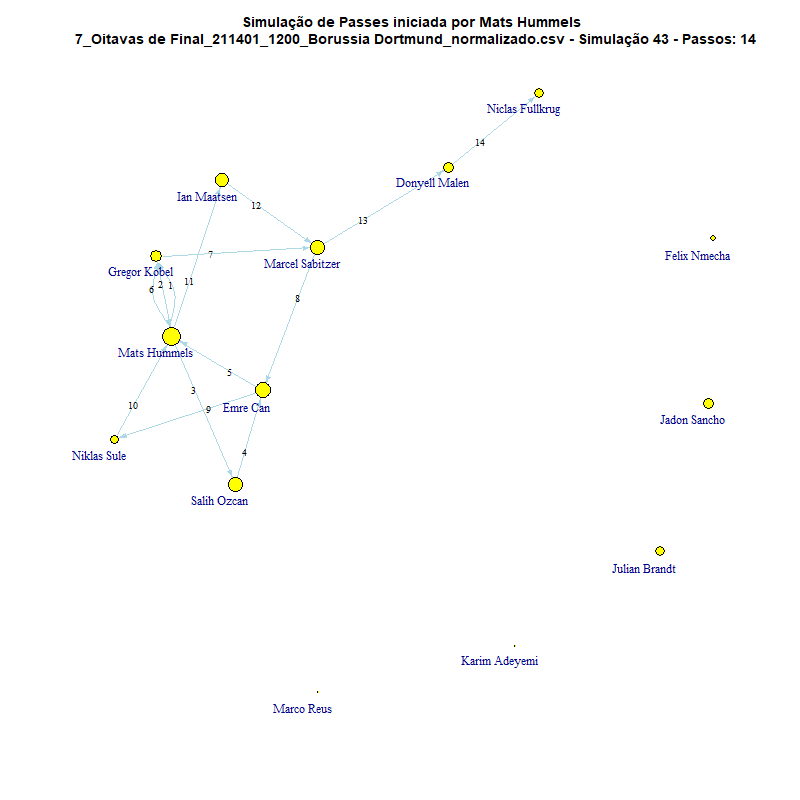 Simulação de Passes iniciada por Mats Hummels
7_Oitavas de Final_211401_1200_Borussia Dortmund_normalizado.csv - Simulação 43 - Passos: 14
Niclas Fullkrug
14
Donyell Malen
Ian Maatsen
12
13
Marcel Sabitzer
7
Felix Nmecha
Gregor Kobel
6
2
1
11
8
Mats Hummels
5
3
10
9
Emre Can
Jadon Sancho
Niklas Sule
4
Salih Ozcan
Julian Brandt
Karim Adeyemi
Marco Reus